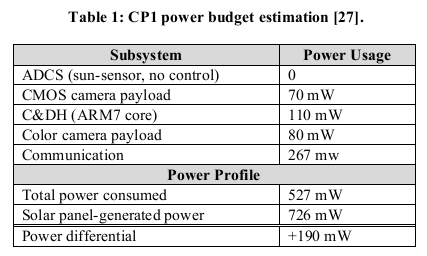 Table 1: CP1 power budget estimation [27].
Subsystem Power Usage
ADCS (sun-sensor, no control) 0
CMOS camera payload 70 mW
C&DH (ARM7 core) 110 mW
Color camera payload 80 mW
Communication 267 mw
Power Profile
Total power consumed 527 mW
Solar panel-generated power 726 mW
Power differential +190 mW